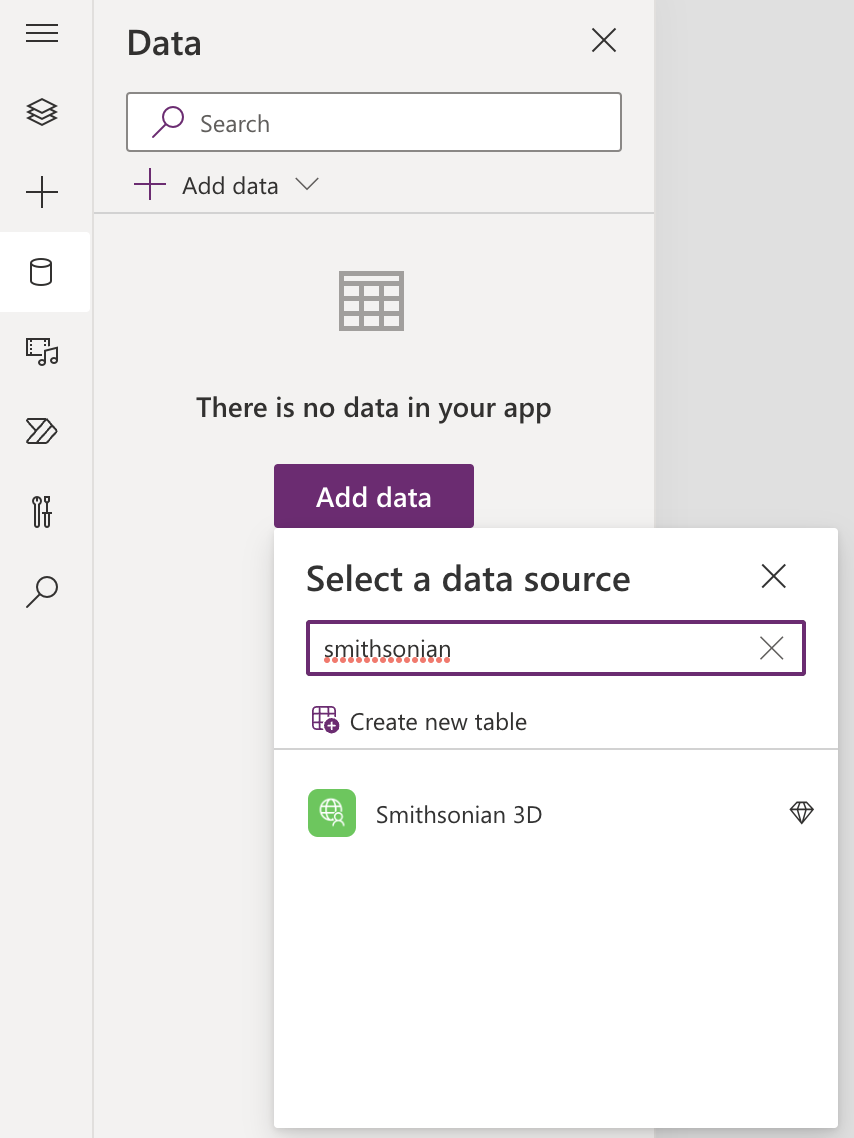 Data
Search
Add data
There is no data in your app
Add data
Select a data source
smithsonian
Create new table
Smithsonian 3D